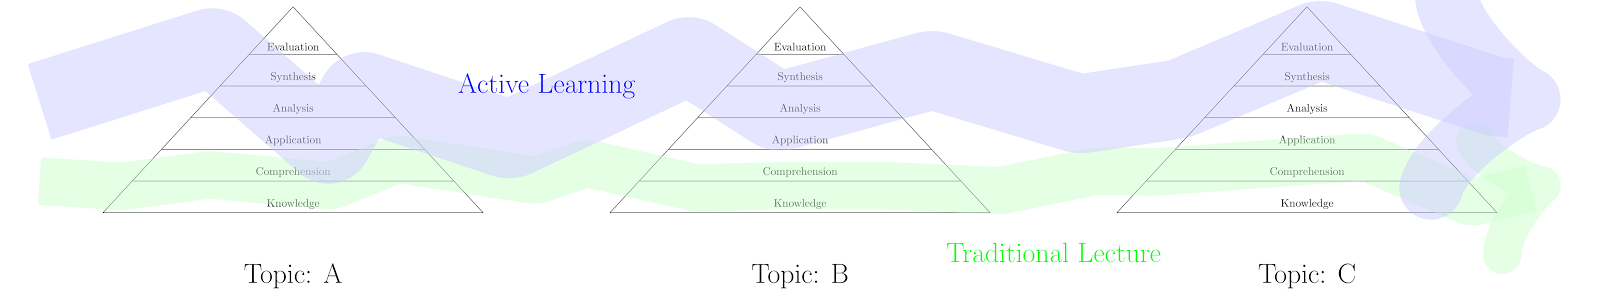 Evaluation
Synthesis
Analysis
Application
Comprehension
Knowledge
Topic: A
Active Learning
Evaluation
Synthesis
Analysis
Application
Comprehension
Knowledge
Topic: B
Traditional Lecture
Evaluation
Synthesis
Analysis
Application
Comprehension
Knowledge
Topic: C